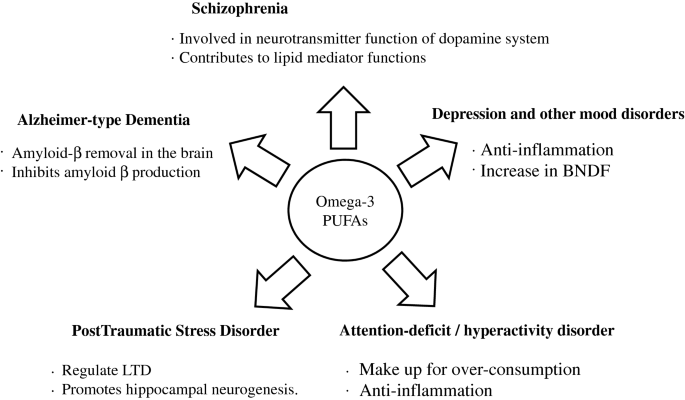 Schizophrenia
· Involved in neurotransmitter function of dopamine system
· Contributes to lipid mediator functions
Alzheimer-type Dementia
· Amyloid-β removal in the brain
· Inhibits amyloid β production
Depression and other mood disorders
· Anti-inflammation
· Increase in BNDF
Omega-3
PUFAs
PostTraumatic Stress Disorder
· Regulate LTD
· Promotes hippocampal neurogenesis.
Attention-deficit / hyperactivity disorder
· Make up for over-consumption
· Anti-inflammation